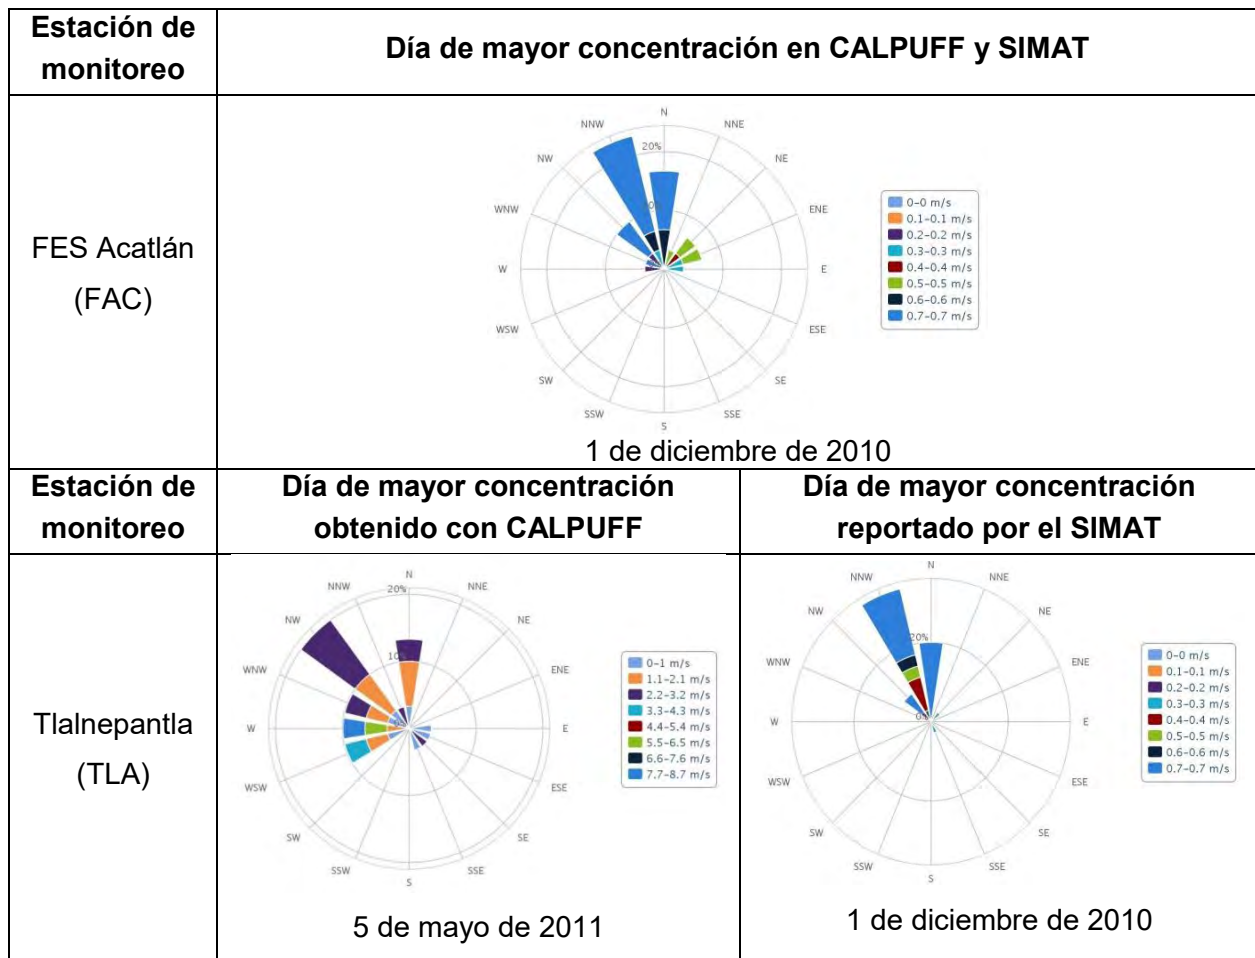 Estación de
monitoreo
Día de mayor concentración en CALPUFF y SIMAT
FES Acatlán
(FAC)
N
NNW
NNE
NW
20%
NE
WNW
ENE
W
E
WSW
ESE
SW
SE
SSW
SSE
S
0-0 m/s
0.1-0.1 m/s
0.2-0.2 m/s
0.3-0.3 m/s
0.4-0.4 m/s
0.5-0.5 m/s
0.6-0.6 m/s
0.7-0.7 m/s
1 de diciembre de 2010
Estación de
monitoreo
Día de mayor concentración
obtenido con CALPUFF
Día de mayor concentración
reportado por el SIMAT
Tlalnepantla
(TLA)
N
NNW
NNE
20%
NW
NE
10%
WNW
ENE
W
E
WSW
ESE
SW
SE
SSW
SSE
S
0-1 m/s
1.1-2.1 m/s
2.2-3.2 m/s
3.3-4.3 m/s
4.4-5.4 m/s
5.5-6.5 m/s
6.6-7.6 m/s
7.7-8.7 m/s
5 de mayo de 2011
N
NNW
NNE
NW
NE
20%
WNW
ENE
0%
W
E
WSW
ESE
SW
SE
SSW
SSE
S
0-0 m/s
0.1-0.1 m/s
0.2-0.2 m/s
0.3-0.3 m/s
0.4-0.4 m/s
0.5-0.5 m/s
0.6-0.6 m/s
0.7-0.7 m/s
1 de diciembre de 2010